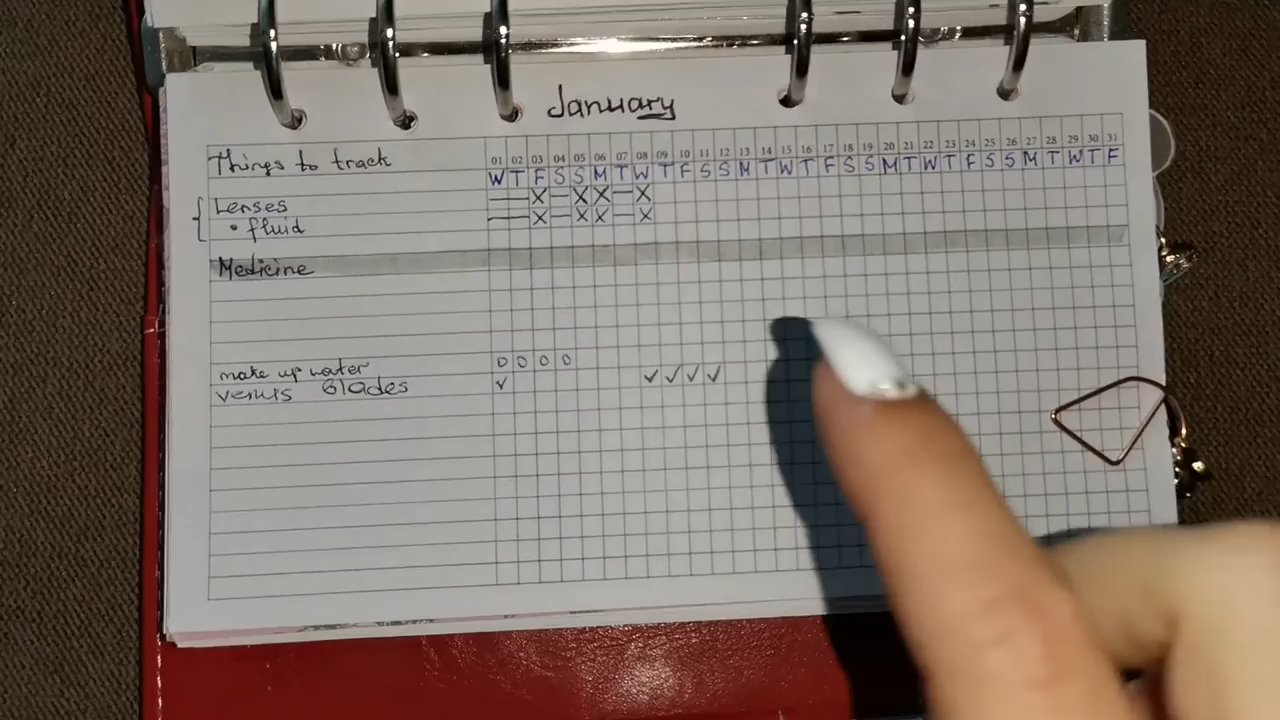 January
Things to track 01 02 03 04 05 06 07 08 09 10 11 12 13 14 15 16 17 18 19 20 21 22 23 24 25 26 27 28 29 30 31
W T F S S M T W T F S S M T W T F S S M T W T F S S M T W T F
Lenses — — X — X X — X
• fluid — — X — X X — X
Medicine
make up water o o o o
venus Blades ✓ ✓ ✓ ✓ ✓